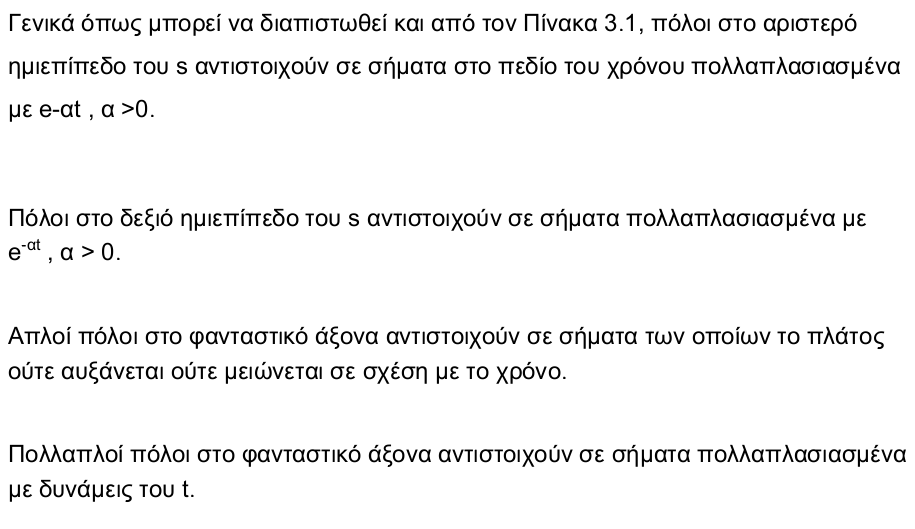 Γενικά όπως μπορεί να διαπιστωθεί και από τον Πίνακα 3.1, πόλοι στο αριστερό
ημιεπίπεδο του s αντιστοιχούν σε σήματα στο πεδίο του χρόνου πολλαπλασιασμένα
με e-αt , α >0.
Πόλοι στο δεξιό ημιεπίπεδο του s αντιστοιχούν σε σήματα πολλαπλασιασμένα με
e^-αt , α > 0.
Απλοί πόλοι στο φανταστικό άξονα αντιστοιχούν σε σήματα των οποίων το πλάτος
ούτε αυξάνεται ούτε μειώνεται σε σχέση με το χρόνο.
Πολλαπλοί πόλοι στο φανταστικό άξονα αντιστοιχούν σε σήματα πολλαπλασιασμένα
με δυνάμεις του t.